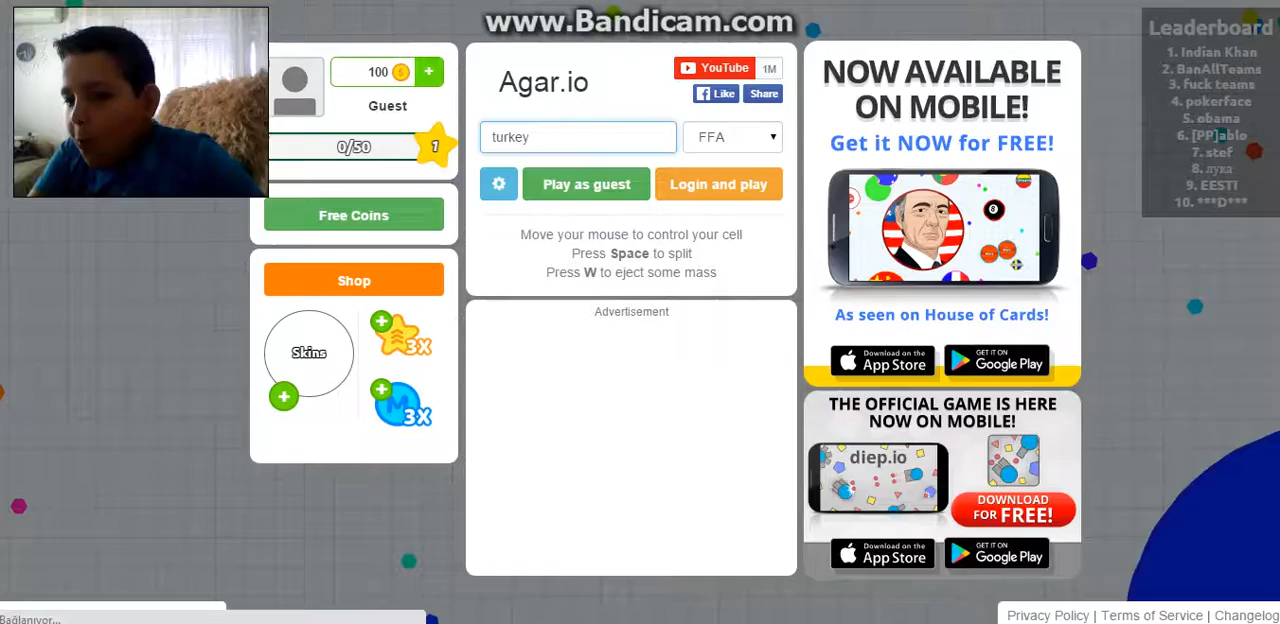 www.Bandicam.com
100
Guest
0/50
1
Free Coins
Shop
Skins
3X
M
3X
Agar.io
YouTube 1M
Like Share
turkey
FFA
Play as guest
Login and play
Move your mouse to control your cell
Press Space to split
Press W to eject some mass
Advertisement
NOW AVAILABLE
ON MOBILE!
Get it NOW for FREE!
8
As seen on House of Cards!
Download on the
App Store
GET IT ON
Google Play
THE OFFICIAL GAME IS HERE
NOW ON MOBILE!
diep.io
DOWNLOAD
FOR FREE!
Download on the
App Store
GET IT ON
Google Play
Leaderboard
1. Indian Khan
2. BanAllTeams
3. fuck teams
4. pokerface
5. obama
6. [PP]ablo
7. stef
8. лука
9. EESTI
10. ***D***
Bağlanıyor...
Privacy Policy | Terms of Service | Changelog